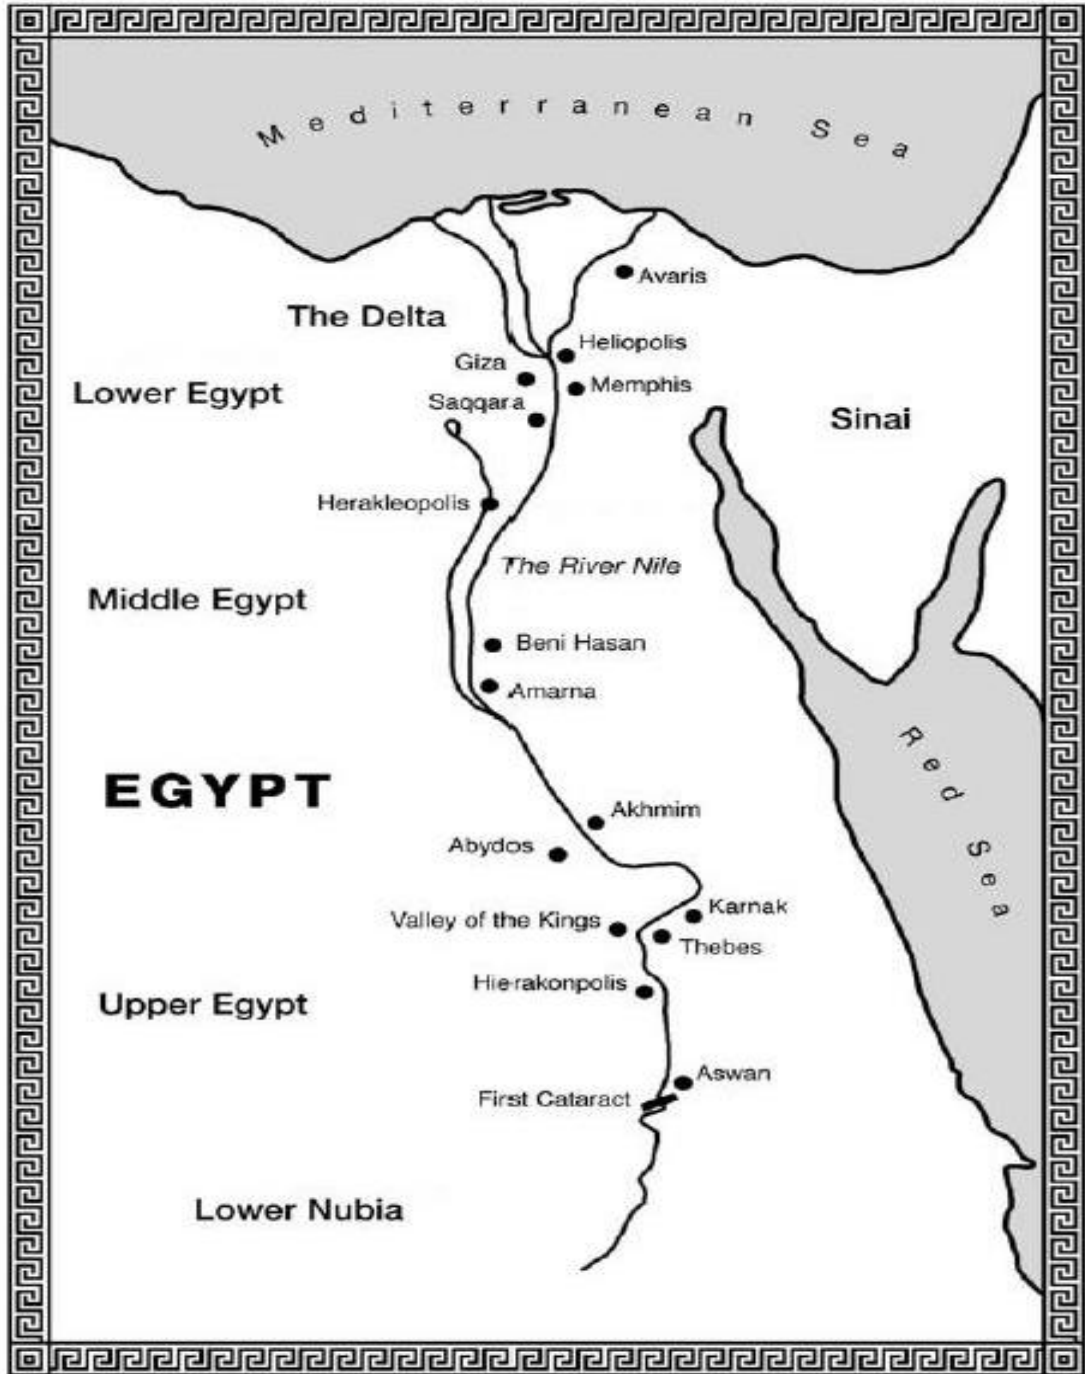 Mediterranean Sea
Avaris
The Delta
Heliopolis
Giza
Memphis
Lower Egypt
Saqqara
Sinai
Herakleopolis
The River Nile
Middle Egypt
Beni Hasan
Amarna
Red Sea
EGYPT
Akhmim
Abydos
Karnak
Valley of the Kings
Thebes
Hierakonpolis
Upper Egypt
Aswan
First Cataract
Lower Nubia